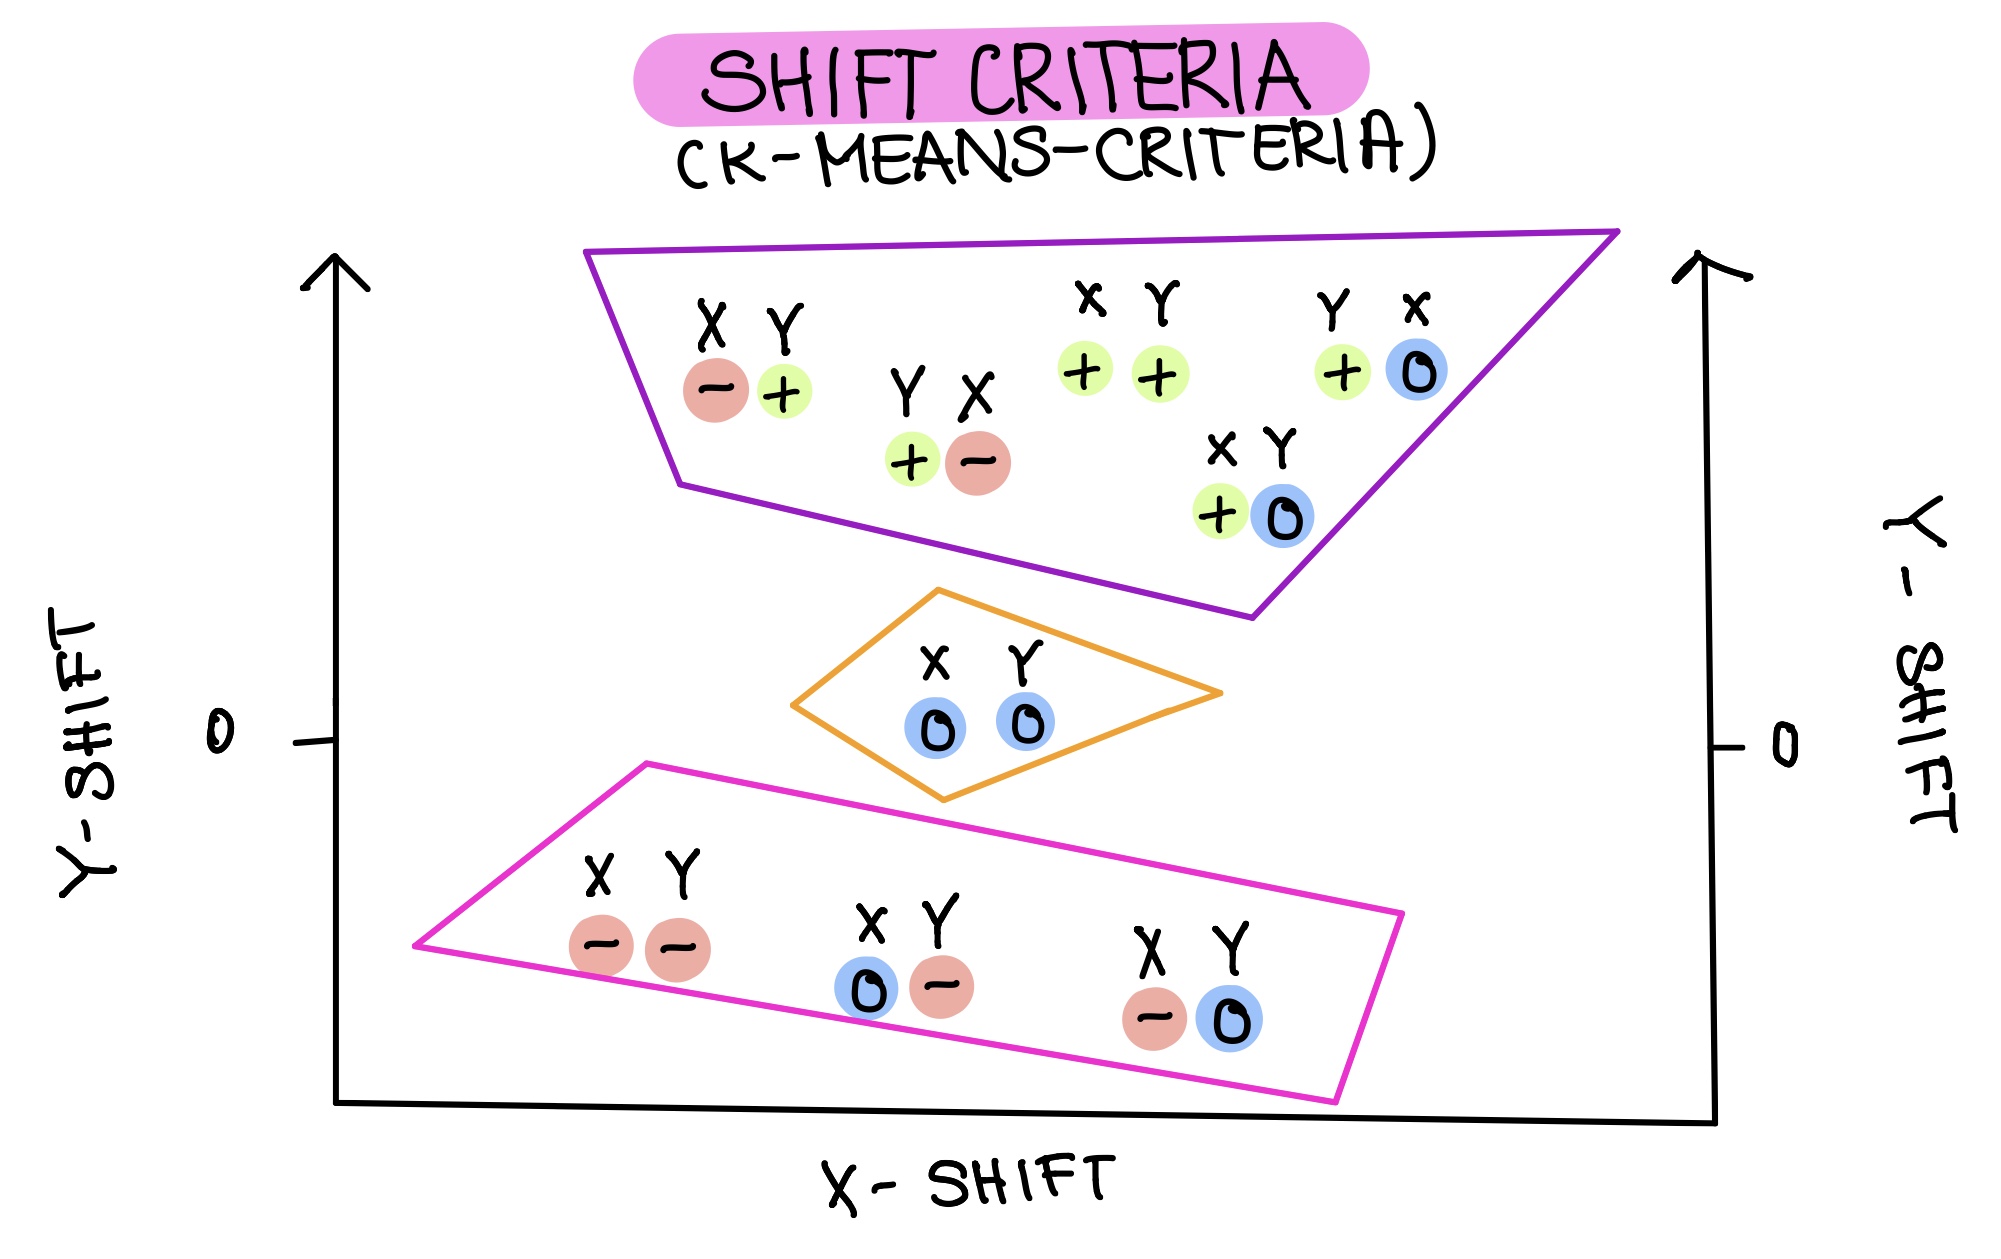 SHIFT CRITERIA
(K-MEANS-CRITERIA)
X Y
- +
Y X
+ -
X Y
+ +
Y X
+ 0
X Y
+ 0
X Y
0 0
X Y
- -
X Y
0 -
X Y
- 0
Y-SHIFT
0
Y-SHIFT
0
X-SHIFT